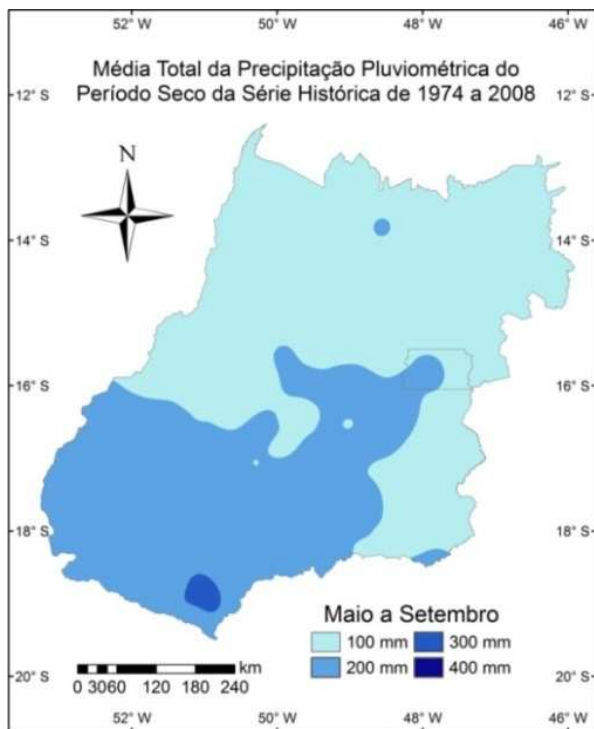 52° W 50° W 48° W 46° W
Média Total da Precipitação Pluviométrica do
Período Seco da Série Histórica de 1974 a 2008
12° S 12° S
N
14° S 14° S
16° S 16° S
18° S 18° S
Maio a Setembro
100 mm 300 mm
200 mm 400 mm
km
0 3060 120 180 240
20° S 20° S
52° W 50° W 48° W 46° W